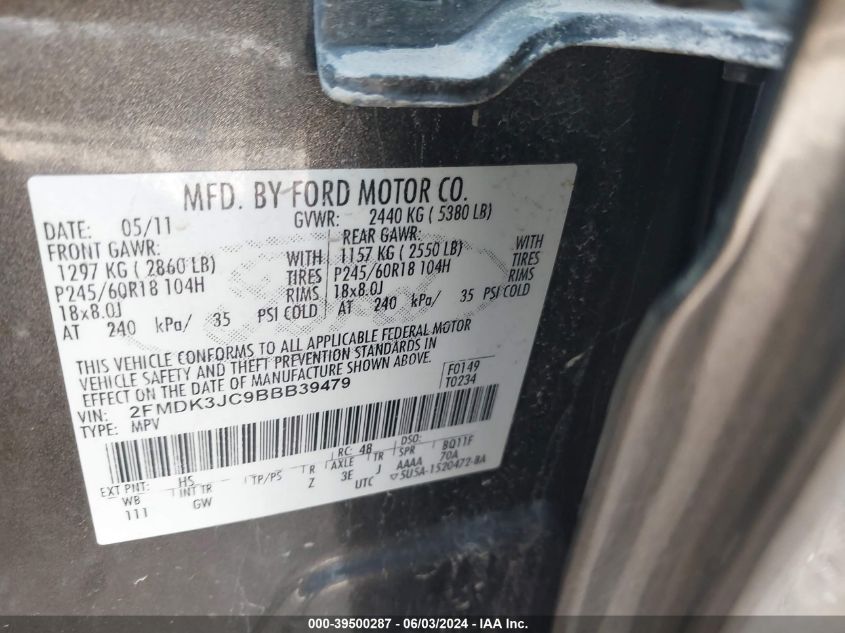 MFD. BY FORD MOTOR CO.
DATE: 05/11 GVWR: 2440 KG ( 5380 LB)
FRONT GAWR: REAR GAWR:
1297 KG ( 2860 LB) WITH 1157 KG ( 2550 LB) WITH
P245/60R18 104H TIRES P245/60R18 104H TIRES
18x8.0J RIMS 18x8.0J RIMS
AT 240 kPa/ 35 PSI COLD AT 240 kPa/ 35 PSI COLD
THIS VEHICLE CONFORMS TO ALL APPLICABLE FEDERAL MOTOR
VEHICLE SAFETY AND THEFT PREVENTION STANDARDS IN
EFFECT ON THE DATE OF MANUFACTURE SHOWN ABOVE.
VIN: 2FMDK3JC9BBB39479 F0149
TYPE: MPV T0234
EXT PNT: HS RC: 48 DSO:
WB INT TR TP/PS R AXLE TR SPR BQ11F
111 GW Z 3E J AAAA 70A
UTC ▽5U5A-1520472-BA
000-39500287 - 06/03/2024 - IAA Inc.